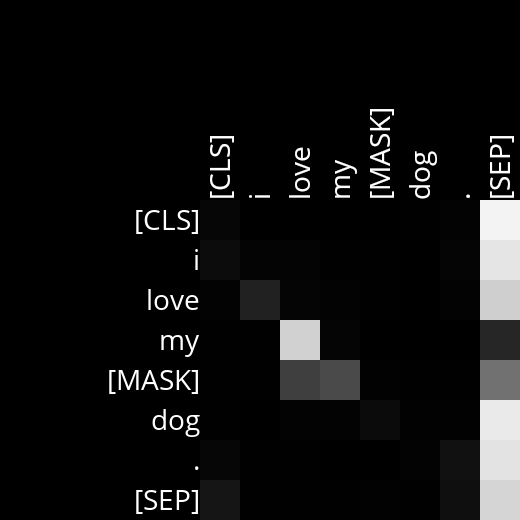 [CLS] i love my [MASK] dog . [SEP]
[CLS]
i
love
my
[MASK]
dog
.
[SEP]